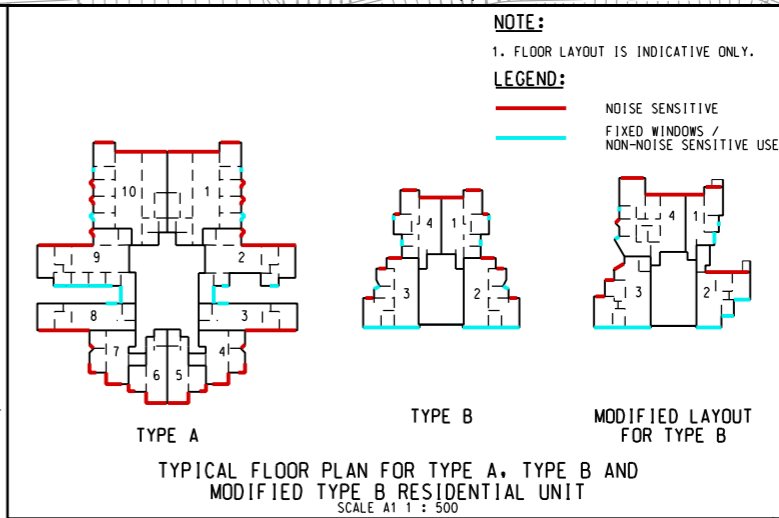 NOTE:
1. FLOOR LAYOUT IS INDICATIVE ONLY.
LEGEND:
NOISE SENSITIVE
FIXED WINDOWS /
NON-NOISE SENSITIVE USE
10 1
9 2
8 3
7 4
6 5
TYPE A
4 1
3 2
TYPE B
4 1
3 2
MODIFIED LAYOUT
FOR TYPE B
TYPICAL FLOOR PLAN FOR TYPE A, TYPE B AND
MODIFIED TYPE B RESIDENTIAL UNIT
SCALE A1 1 : 500